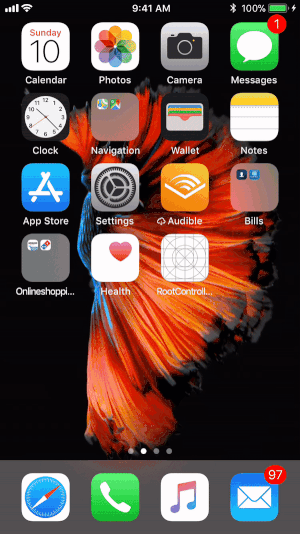 9:41 AM
100%
1
Sunday
10
Calendar
Photos
Camera
Messages
Clock
Navigation
Wallet
Notes
App Store
Settings
Audible
Bills
Onlineshoppi...
Health
RootControll...
97